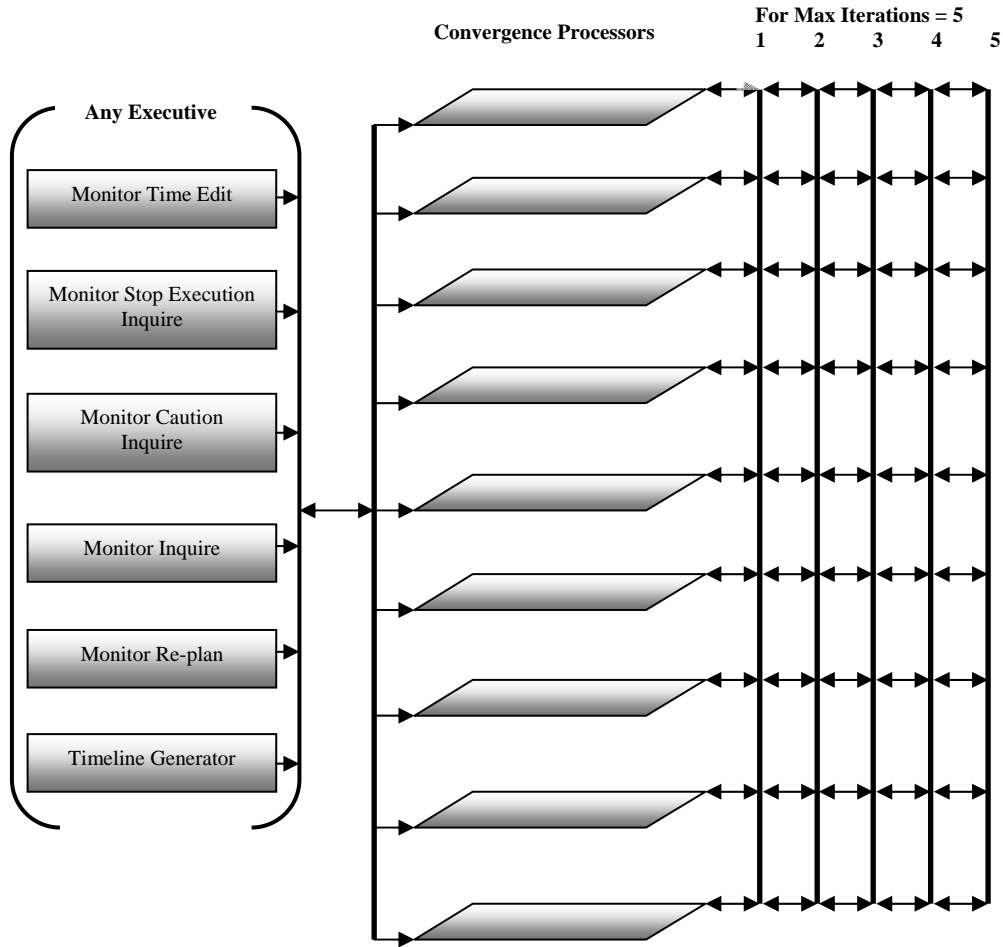 For Max Iterations = 5
Convergence Processors
1 2 3 4 5
Any Executive
Monitor Time Edit
Monitor Stop Execution
Inquire
Monitor Caution
Inquire
Monitor Inquire
Monitor Re-plan
Timeline Generator